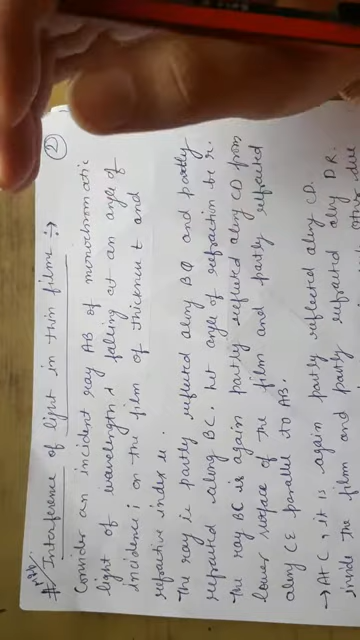 ②
# Interference of light in thin films :→
Consider an incident ray AB of monochromatic
light of wavelength λ falling at an angle of
incidence i on the film of thickness t and
refractive index μ.
The ray is partly reflected along BQ and partly
refracted along BC. Let angle of refraction be r.
The ray BC is again partly reflected along CD from
lower surface of the film and partly refracted
along CE parallel to AB.
→ At C, it is again partly reflected along CD.
inside the film and partly refracted along DR.